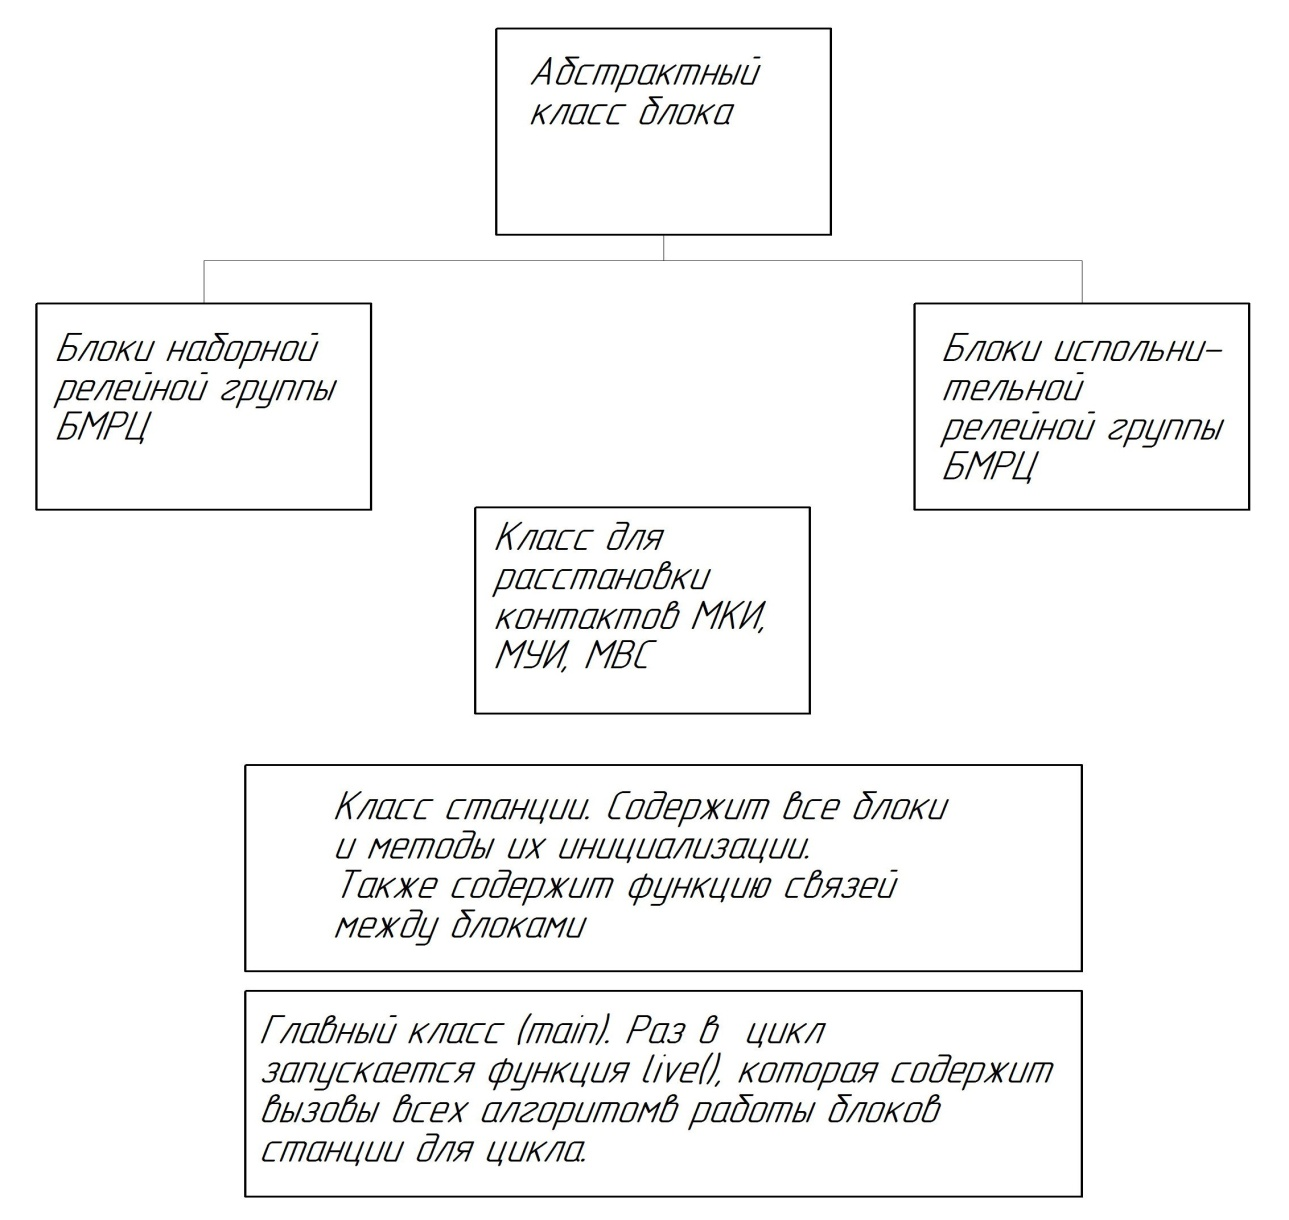 Абстрактный
класс блока
Блоки наборной
релейной группы
БМРЦ
Блоки испольни-
тельной
релейной группы
БМРЦ
Класс для
расстановки
контактов МКИ,
МУИ, МВС
Класс станции. Содержит все блоки
и методы их инициализации.
Также содержит функцию связей
между блоками
Главный класс (main). Раз в цикл
запускается функция live(), которая содержит
вызовы всех алгоритомв работы блоков
станции для цикла.